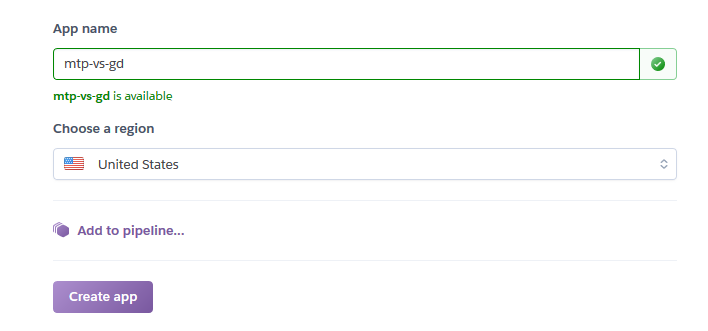 App name
mtp-vs-gd
mtp-vs-gd is available
Choose a region
United States
Add to pipeline...
Create app